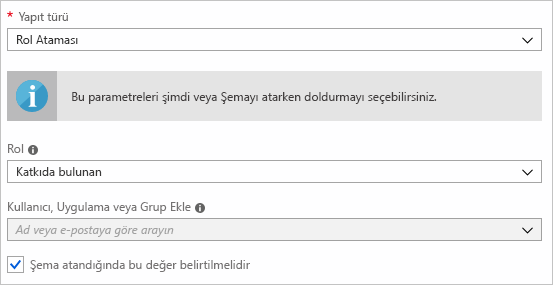 * Yapıt türü
Rol Ataması
Bu parametreleri şimdi veya Şemayı atarken doldurmayı seçebilirsiniz.
Rol
Katkıda bulunan
Kullanıcı, Uygulama veya Grup Ekle
Ad veya e-postaya göre arayın
Şema atandığında bu değer belirtilmelidir